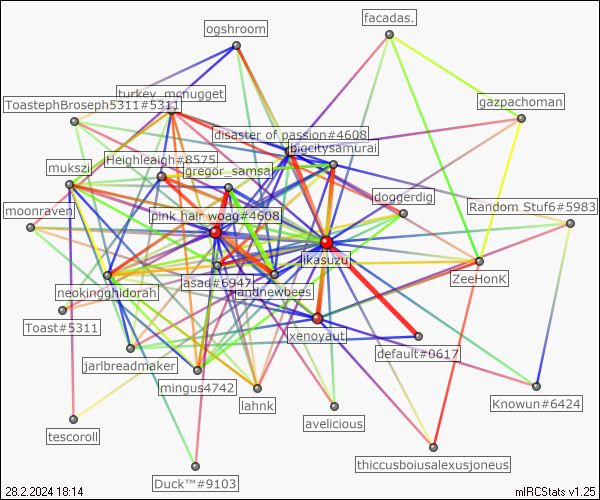 ogshroom
facadas.
turkey_mcnugget
ToastephBroseph5311#5311
gazpachoman
disaster of passion#4608
bigcitysamurai
Heighleigh#8575
mukszi
gregor_samsa
doggerdig
moonraven
pink hair woag#4608
Random Stuf6#5983
ikasuzu
asad#6947
ZeeHonK
neokingghidorah
landnewbees
Toast#5311
xenoyaut
default#0617
jarlbreadmaker
mingus4742
lahnk
Knowun#6424
avelicious
tescoroll
thiccusboiusalexusjoneus
Duck™#9103
28.2.2024 18:14
mIRCStats v1.25